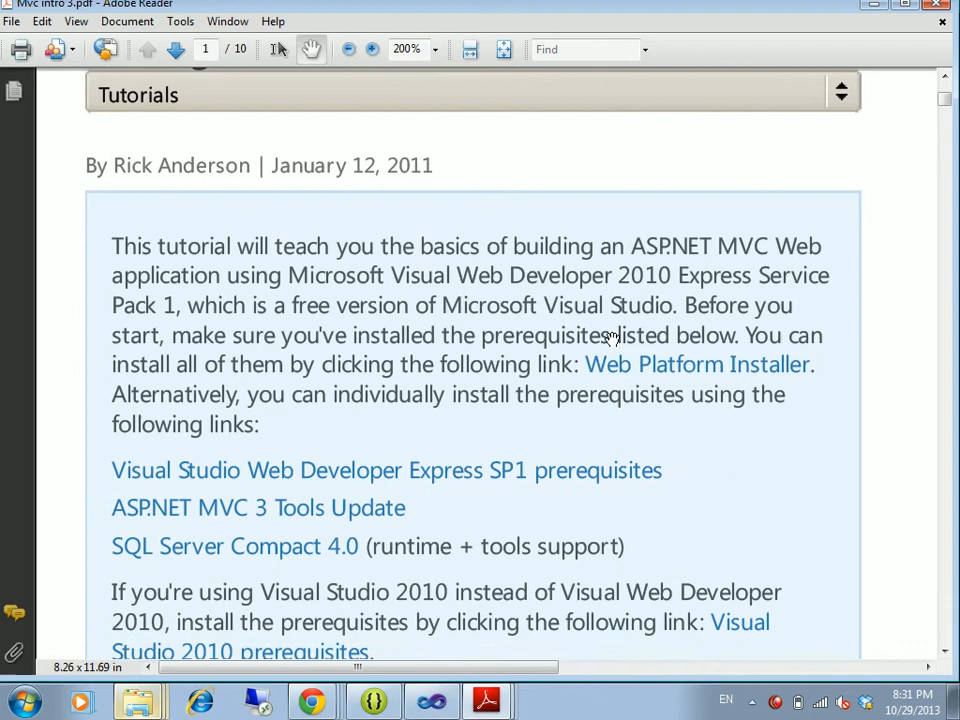 Mvc intro 3.pdf - Adobe Reader
File Edit View Document Tools Window Help
1 / 10 200% Find
Tutorials
By Rick Anderson | January 12, 2011
This tutorial will teach you the basics of building an ASP.NET MVC Web
application using Microsoft Visual Web Developer 2010 Express Service
Pack 1, which is a free version of Microsoft Visual Studio. Before you
start, make sure you've installed the prerequisites listed below. You can
install all of them by clicking the following link: Web Platform Installer.
Alternatively, you can individually install the prerequisites using the
following links:
Visual Studio Web Developer Express SP1 prerequisites
ASP.NET MVC 3 Tools Update
SQL Server Compact 4.0 (runtime + tools support)
If you're using Visual Studio 2010 instead of Visual Web Developer
2010, install the prerequisites by clicking the following link: Visual
Studio 2010 prerequisites.
8.26 x 11.69 in
EN 8:31 PM
10/29/2013